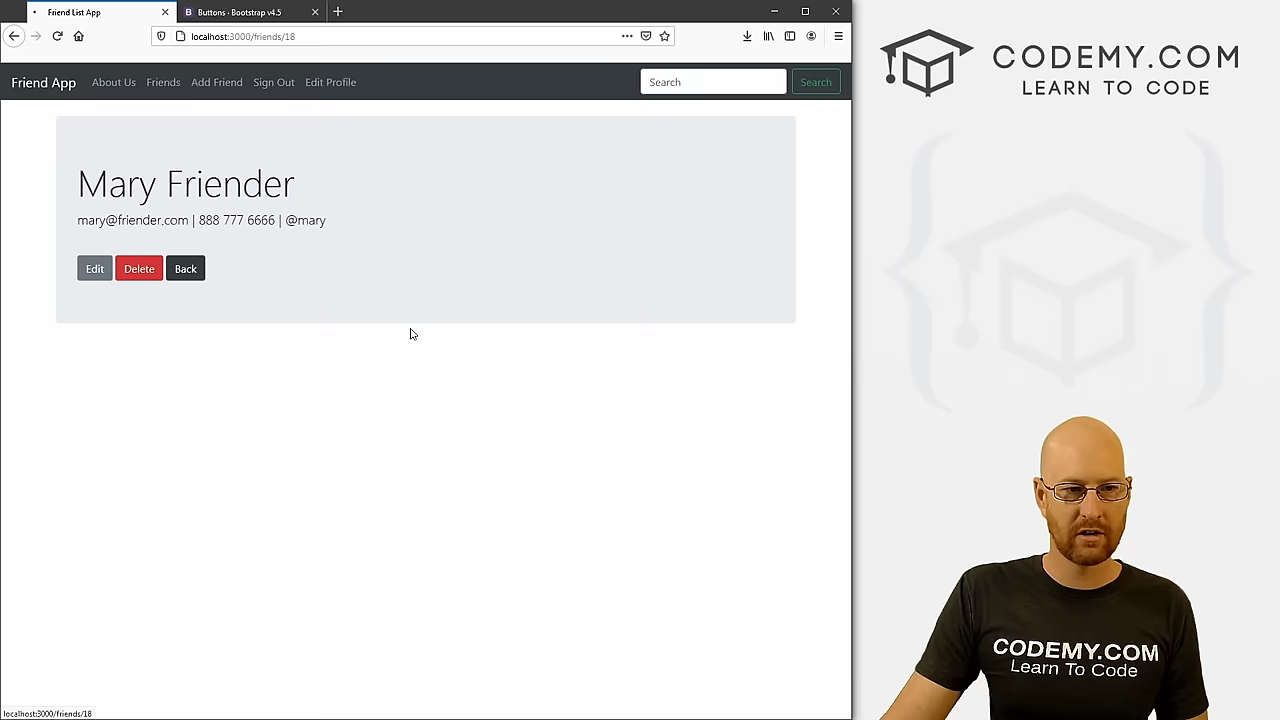 Friend List App
B Buttons · Bootstrap v4.5
localhost:3000/friends/18
Friend App About Us Friends Add Friend Sign Out Edit Profile Search Search
Mary Friender
mary@friender.com | 888 777 6666 | @mary
Edit Delete Back
localhost:3000/friends/18
CODEMY.COM
LEARN TO CODE
CODEMY.COM
Learn To Code